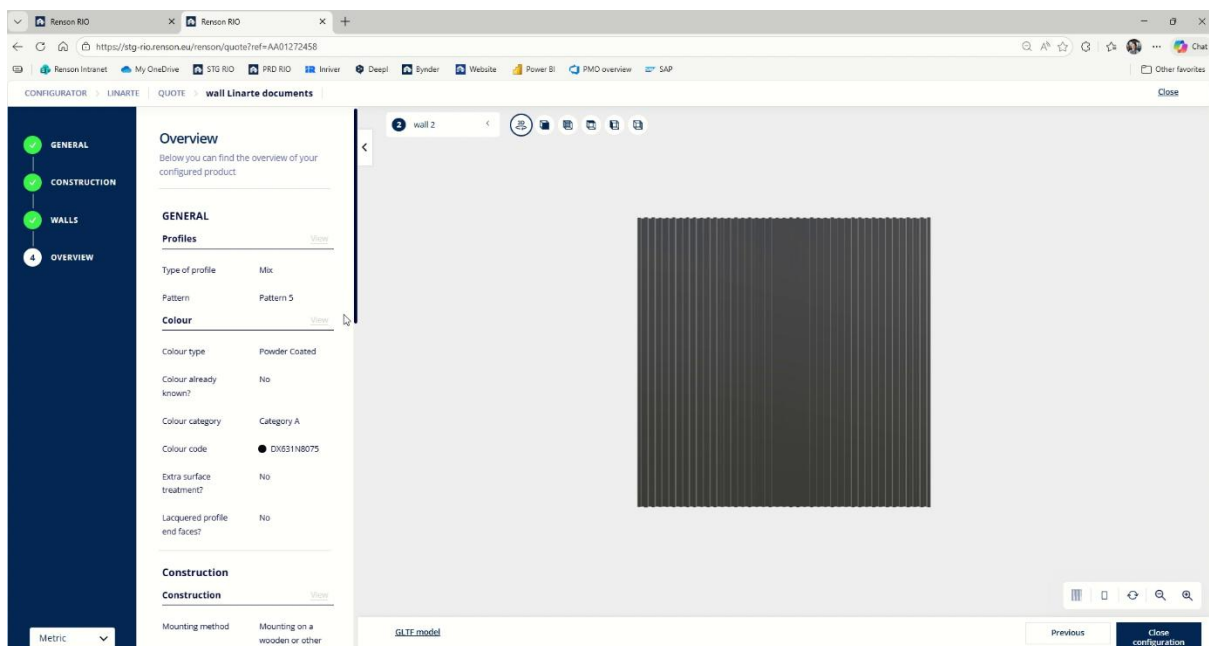 Renson RIO
Renson RIO
https://stg-rio.renson.eu/renson/quote?ref=AA01272458
Chat
Renson Intranet
My OneDrive
STG RIO
PRD RIO
Inriver
Deepl
Bynder
Website
Power BI
PMO overview
SAP
Other favorites
CONFIGURATOR > LINARTE QUOTE > wall Linarte documents
Close
GENERAL
CONSTRUCTION
WALLS
4 OVERVIEW
Metric
Overview
Below you can find the overview of your
configured product
GENERAL
Profiles View
Type of profile Mix
Pattern Pattern 5
Colour View
Colour type Powder Coated
Colour already No
known?
Colour category Category A
Colour code DX631N8075
Extra surface No
treatment?
Lacquered profile No
end faces?
Construction
Construction View
Mounting method Mounting on a
wooden or other
2 wall 2
3D
GLTF model
Previous
Close
configuration